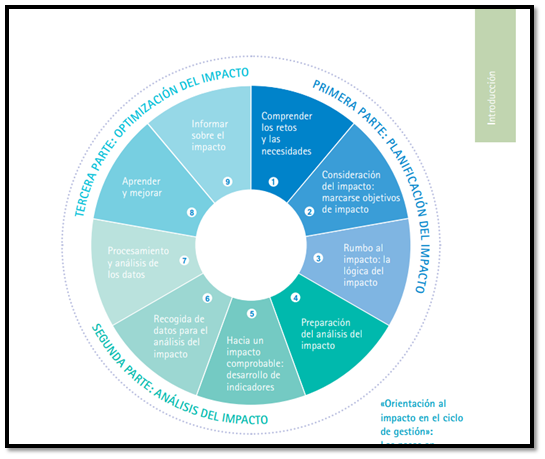 Introducción
PRIMERA PARTE: PLANIFICACIÓN DEL IMPACTO
Comprender
los retos
y las
necesidades
1
Consideración
del impacto:
marcarse objetivos
de impacto
2
Rumbo al
impacto: la
lógica del
impacto
3
SEGUNDA PARTE: ANÁLISIS DEL IMPACTO
4
Preparación
del análisis del
impacto
5
Hacia un
impacto
comprobable:
desarrollo de
indicadores
6
Recogida de
datos para el
análisis del
impacto
7
Procesamiento
y análisis de
los datos
TERCERA PARTE: OPTIMIZACIÓN DEL IMPACTO
Aprender
y mejorar
8
Informar
sobre el
impacto
9
«Orientación al
impacto en el ciclo
de gestión»: